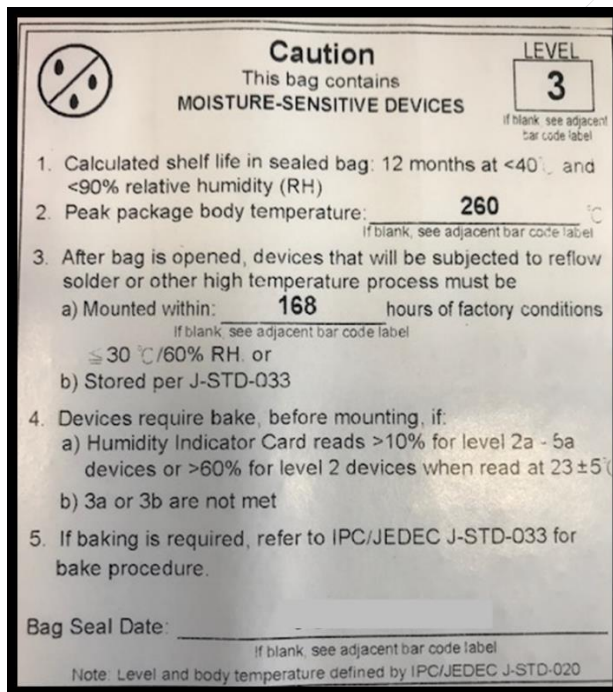 Caution
LEVEL
This bag contains
3
MOISTURE-SENSITIVE DEVICES
if blank see adjacent
bar code label
1. Calculated shelf life in sealed bag: 12 months at <40 and
<90% relative humidity (RH)
2. Peak package body temperature: 260 ℃
If blank, see adjacent bar code label
3. After bag is opened, devices that will be subjected to reflow
solder or other high temperature process must be
a) Mounted within: 168 hours of factory conditions
If blank see adjacent bar code label
≦30 ℃/60% RH. or
b) Stored per J-STD-033
4. Devices require bake, before mounting, if:
a) Humidity Indicator Card reads >10% for level 2a - 5a
devices or >60% for level 2 devices when read at 23±5℃
b) 3a or 3b are not met
5. If baking is required, refer to IPC/JEDEC J-STD-033 for
bake procedure.
Bag Seal Date:
If blank, see adjacent bar code label
Note: Level and body temperature defined by IPC/JEDEC J-STD-020